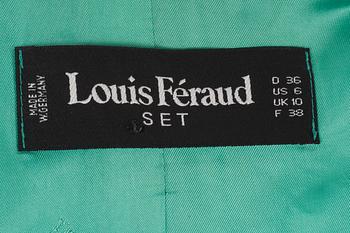 MADE IN
W.GERMANY
Louis Féraud
SET
D 36
US 6
UK 10
F 38